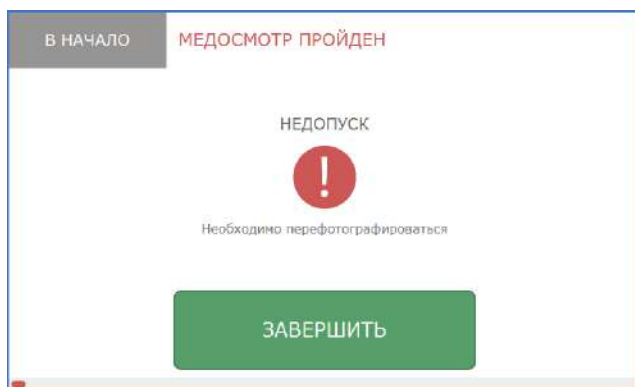 В НАЧАЛО
МЕДОСМОТР ПРОЙДЕН
НЕДОПУСК
!
Необходимо перефотографироваться
ЗАВЕРШИТЬ